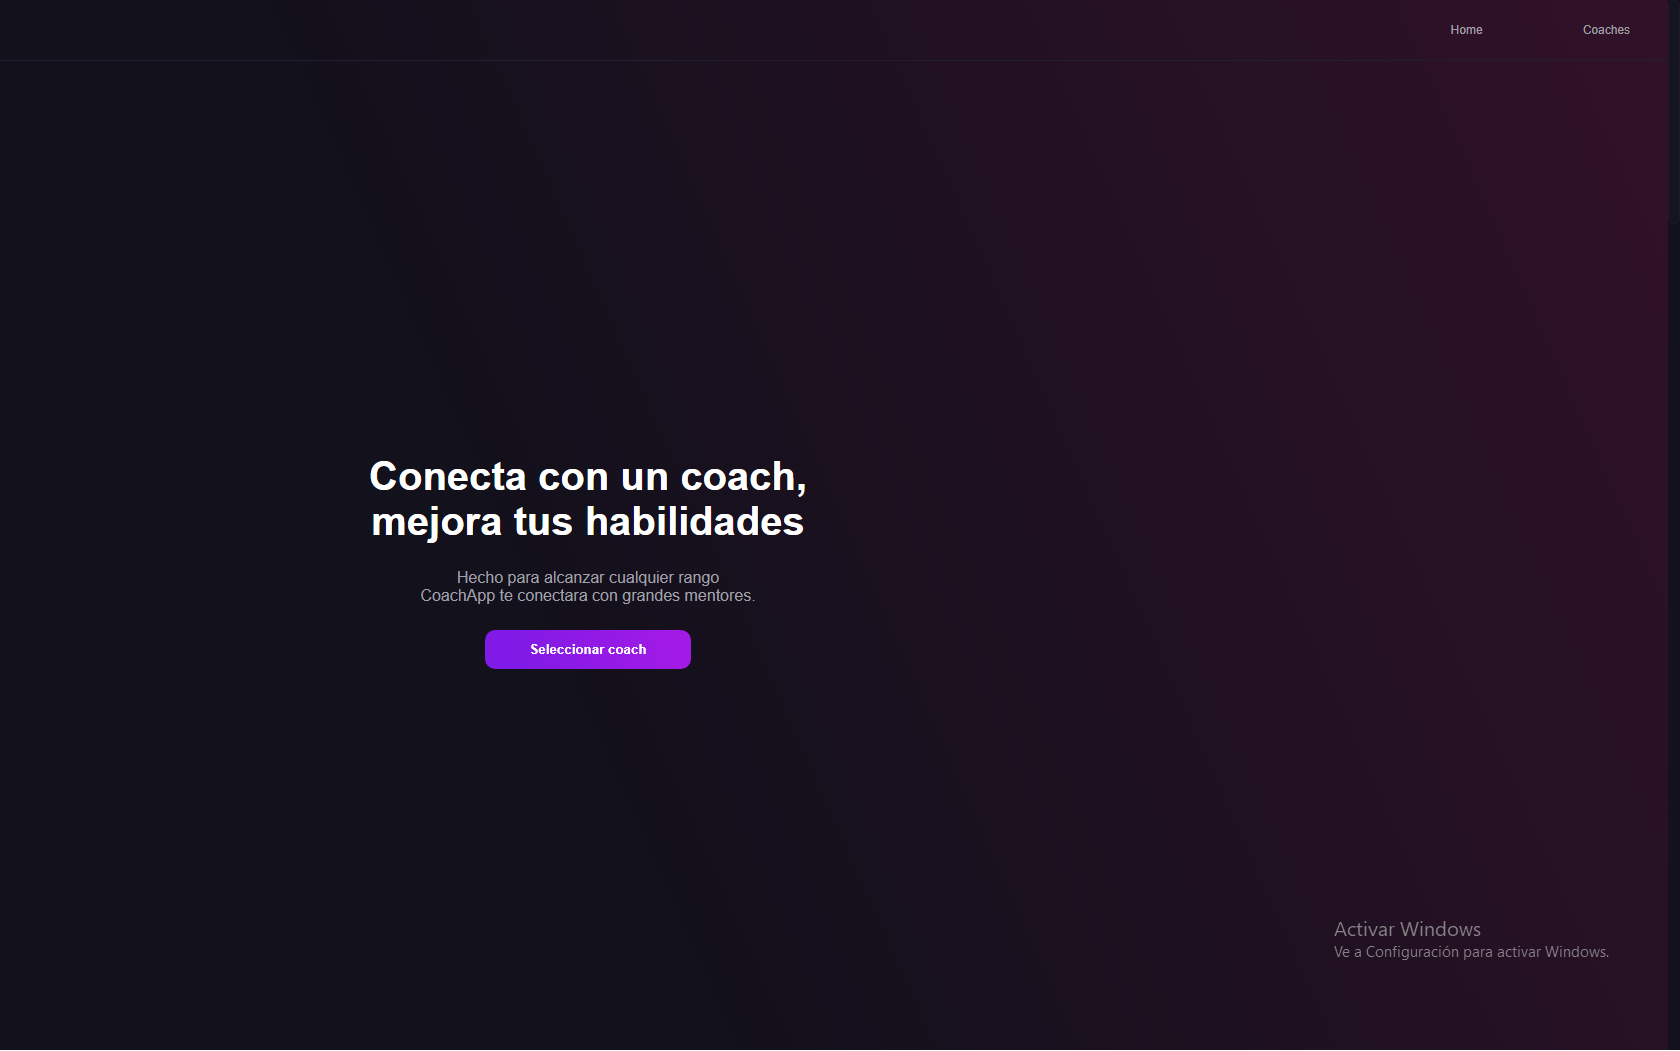 Home
Coaches
Conecta con un coach,
mejora tus habilidades
Hecho para alcanzar cualquier rango
CoachApp te conectara con grandes mentores.
Seleccionar coach
Activar Windows
Ve a Configuración para activar Windows.